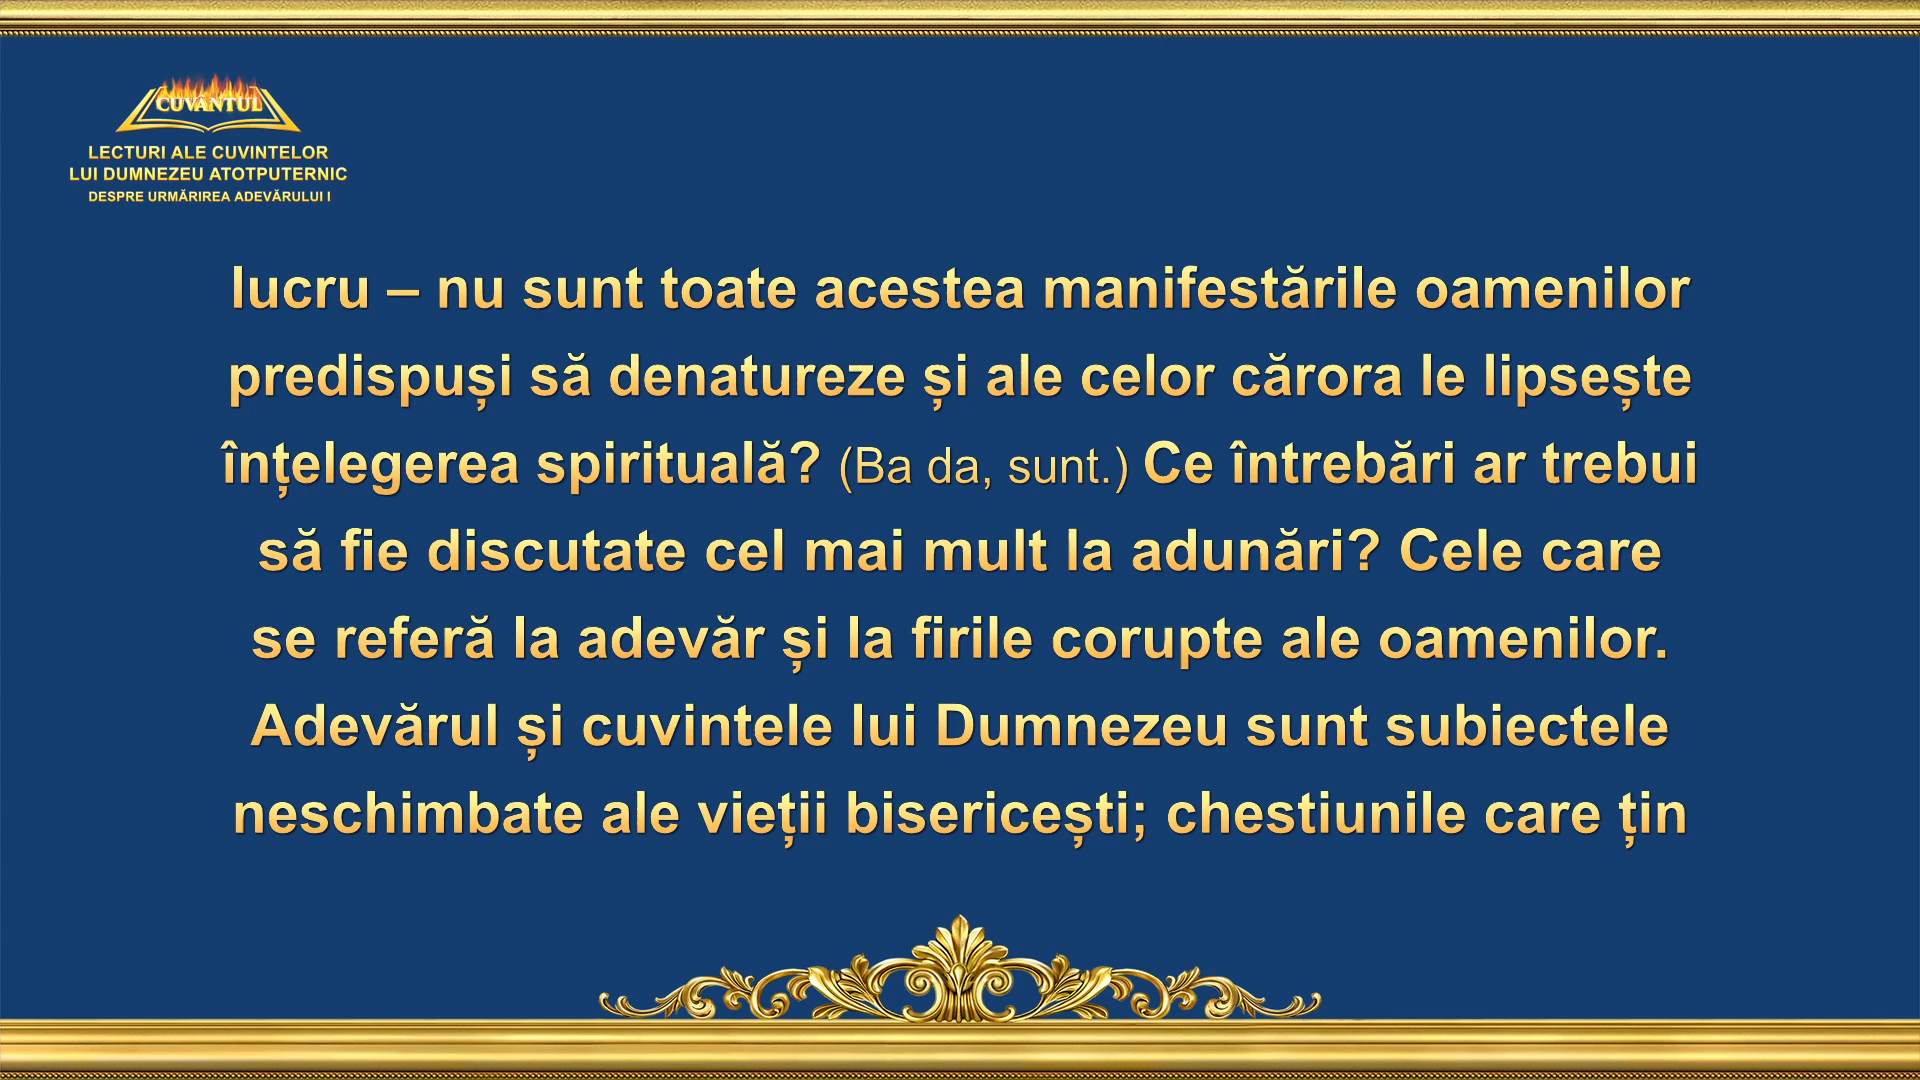 CUVÂNTUL
LECTURI ALE CUVINTELOR
LUI DUMNEZEU ATOTPUTERNIC
DESPRE URMĂRIREA ADEVĂRULUI I
lucru – nu sunt toate acestea manifestările oamenilor
predispuși să denatureze și ale celor cărora le lipsește
înțelegerea spirituală? (Ba da, sunt.) Ce întrebări ar trebui
să fie discutate cel mai mult la adunări? Cele care
se referă la adevăr și la firile corupte ale oamenilor.
Adevărul și cuvintele lui Dumnezeu sunt subiectele
neschimbate ale vieții bisericești; chestiunile care țin